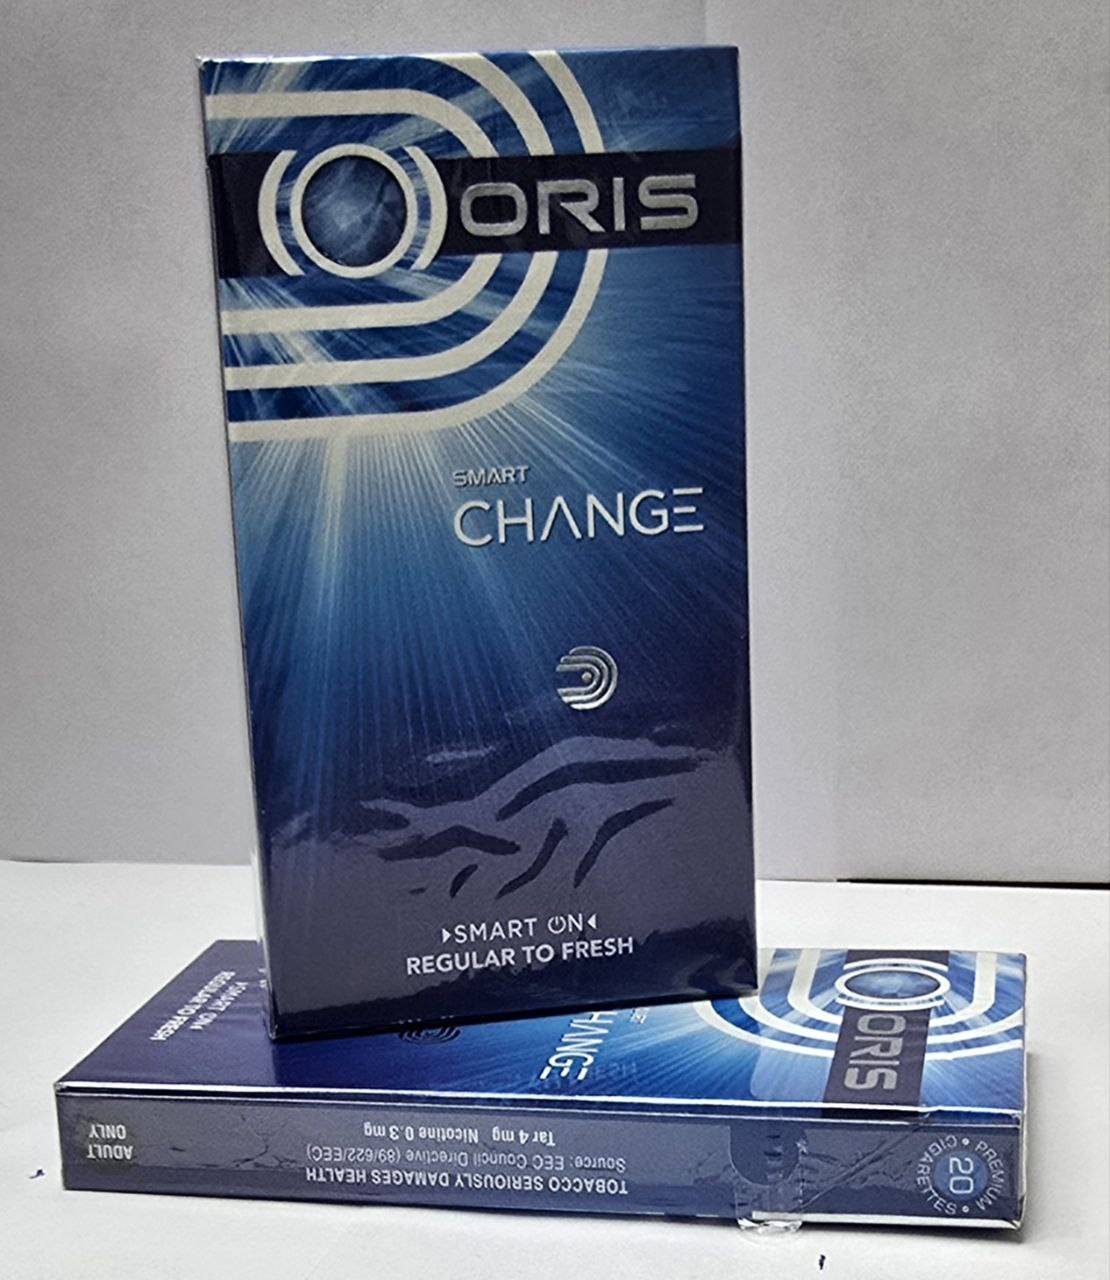 ORIS
SMART
CHANGE
SMART ON
REGULAR TO FRESH
SMART ON
REGULAR TO FRESH
CHANGE
ORIS
ADULT
ONLY
TOBACCO SERIOUSLY DAMAGES HEALTH
Source: EEC Council Directive (89/622/EEC)
Tar 4 mg Nicotine 0.3 mg
PREMIUM
20
CIGARETTES